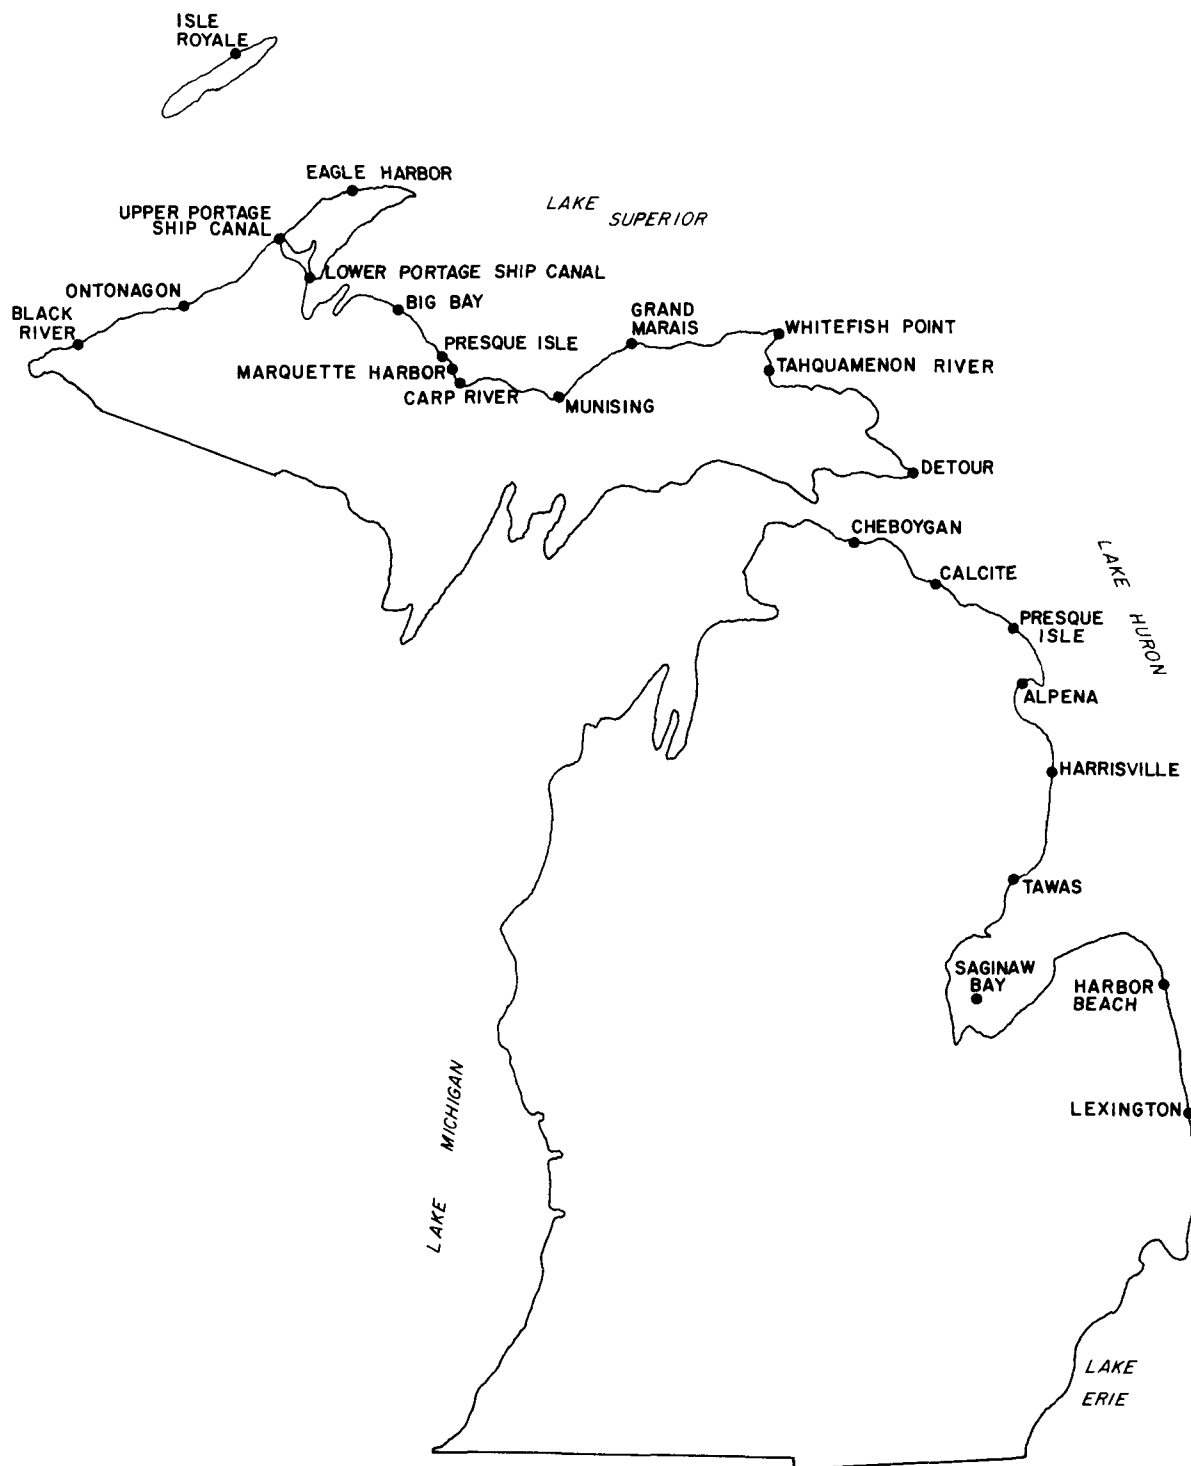 ISLE
ROYALE
EAGLE HARBOR
LAKE
SUPERIOR
UPPER PORTAGE
SHIP CANAL
LOWER PORTAGE SHIP CANAL
ONTONAGON
BIG BAY
BLACK
RIVER
GRAND
MARAIS
WHITEFISH POINT
PRESQUE ISLE
MARQUETTE HARBOR
TAHQUAMENON RIVER
CARP RIVER
MUNISING
DETOUR
CHEBOYGAN
LAKE HURON
CALCITE
PRESQUE
ISLE
ALPENA
HARRISVILLE
TAWAS
SAGINAW
BAY
HARBOR
BEACH
LEXINGTON
LAKE MICHIGAN
LAKE
ERIE